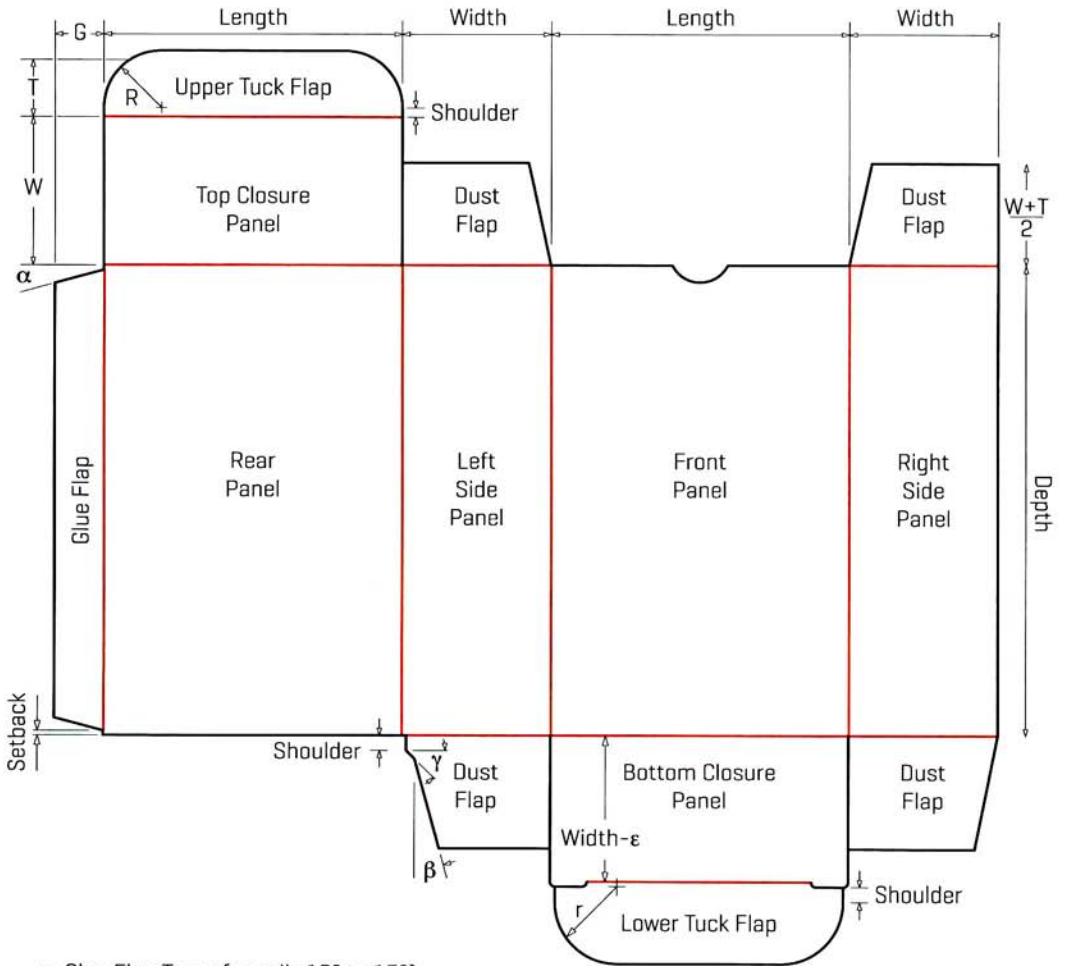 Length
Width
Length
Width
G
T
R
Upper Tuck Flap
Shoulder
W
Top Closure
Panel
Dust
Flap
Dust
Flap
W+T
2
α
Glue Flap
Rear
Panel
Left
Side
Panel
Front
Panel
Right
Side
Panel
Depth
Setback
Shoulder
γ
Dust
Flap
β
Bottom Closure
Panel
Width-ε
Dust
Flap
r
Lower Tuck Flap
Shoulder